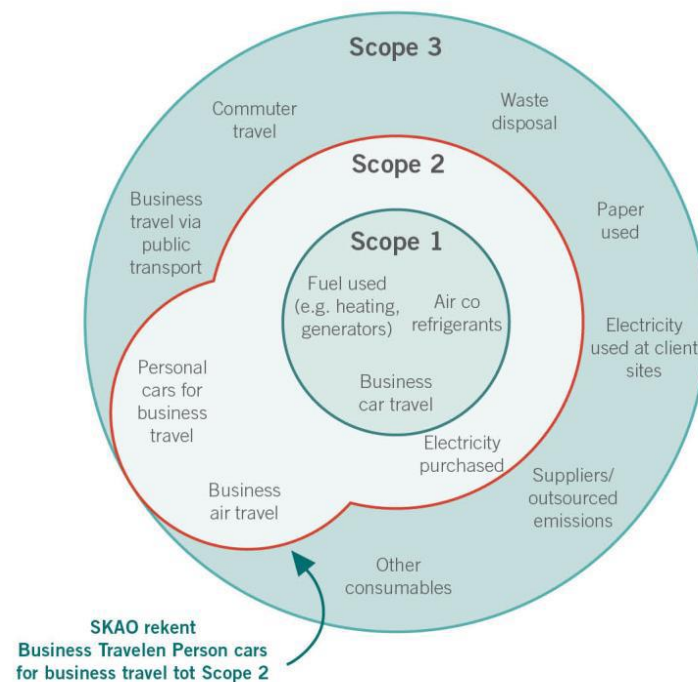 Scope 3
Commuter
travel
Waste
disposal
Scope 2
Business
travel via
public
transport
Paper
used
Scope 1
Fuel used
(e.g. heating,
generators)
Air co
refrigerants
Electricity
used at client
sites
Personal
cars for
business
travel
Business
car travel
Electricity
purchased
Business
air travel
Suppliers/
outsourced
emissions
Other
consumables
SKAO rekent
Business Travelen Person cars
for business travel tot Scope 2